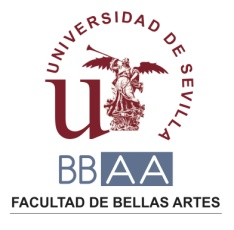 UNIVERSIDAD DE SEVILLA
u
BBAA
FACULTAD DE BELLAS ARTES